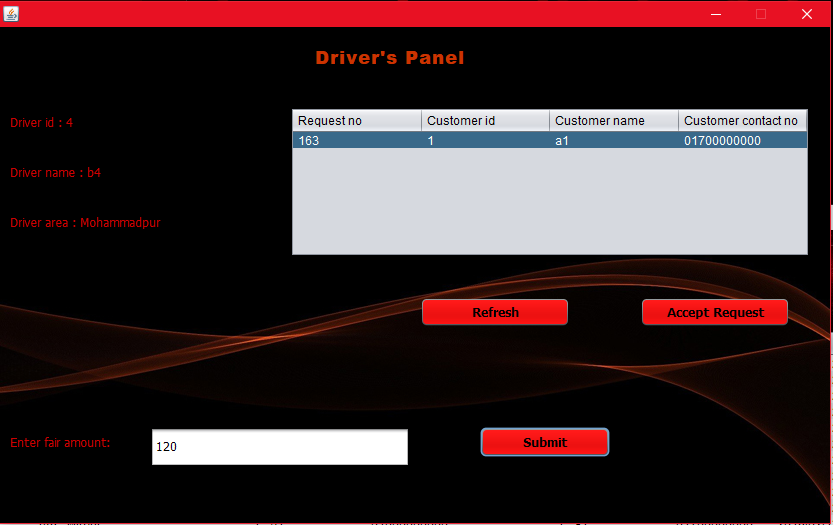 Driver's Panel
Driver id : 4
Request no Customer id Customer name Customer contact no
163 1 a1 01700000000
Driver name : b4
Driver area : Mohammadpur
Refresh Accept Request
Enter fair amount: 120 Submit